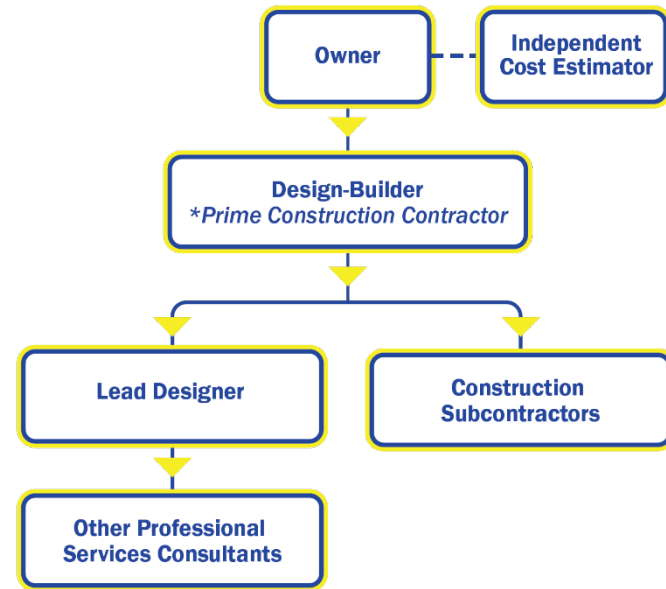 Owner
Independent
Cost Estimator
Design-Builder
*Prime Construction Contractor
Lead Designer
Construction
Subcontractors
Other Professional
Services Consultants